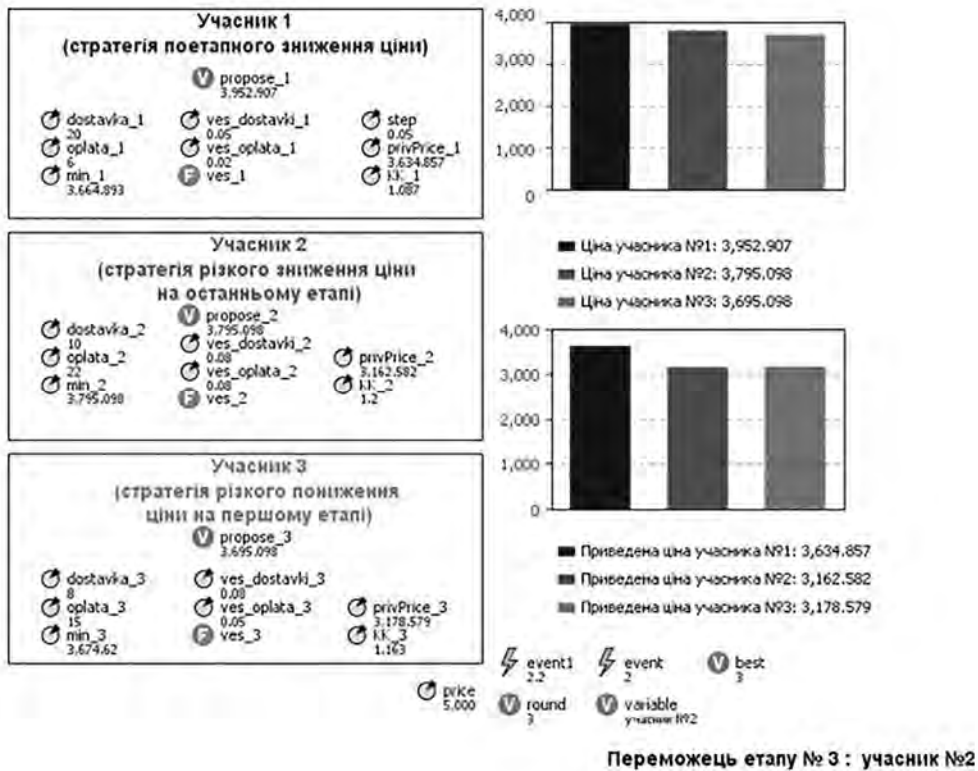 Учасник 1
(стратегія поетапного зниження ціни)
propose_1
3,952.907
dostavka_1 ves_dostavki_1 step
20 0.05 0.05
oplata_1 ves_oplata_1 privPrice_1
6 0.02 3,634.857
min_1 ves_1 KK_1
3,664.893 1.087
Учасник 2
(стратегія різкого зниження ціни
на останньому етапі)
propose_2
3,795.098
dostavka_2 ves_dostavki_2
10 0.08
oplata_2 ves_oplata_2 privPrice_2
22 0.08 3,162.582
min_2 ves_2 KK_2
3,795.098 1.2
Учасник 3
(стратегія різкого пониження
ціни на першому етапі)
propose_3
3,695.098
dostavka_3 ves_dostavki_3
8 0.08
oplata_3 ves_oplata_3 privPrice_3
15 0.05 3,178.579
min_3 ves_3 KK_3
3,674.62 1.163
price
5,000
4,000
3,000
2,000
1,000
0
Ціна учасника №1: 3,952.907
Ціна учасника №2: 3,795.098
Ціна учасника №3: 3,695.098
4,000
3,000
2,000
1,000
0
Приведена ціна учасника №1: 3,634.857
Приведена ціна учасника №2: 3,162.582
Приведена ціна учасника №3: 3,178.579
event1 event best
2.2 2 3
round variable
3 учасник №2
Переможець етапу № 3 : учасник №2